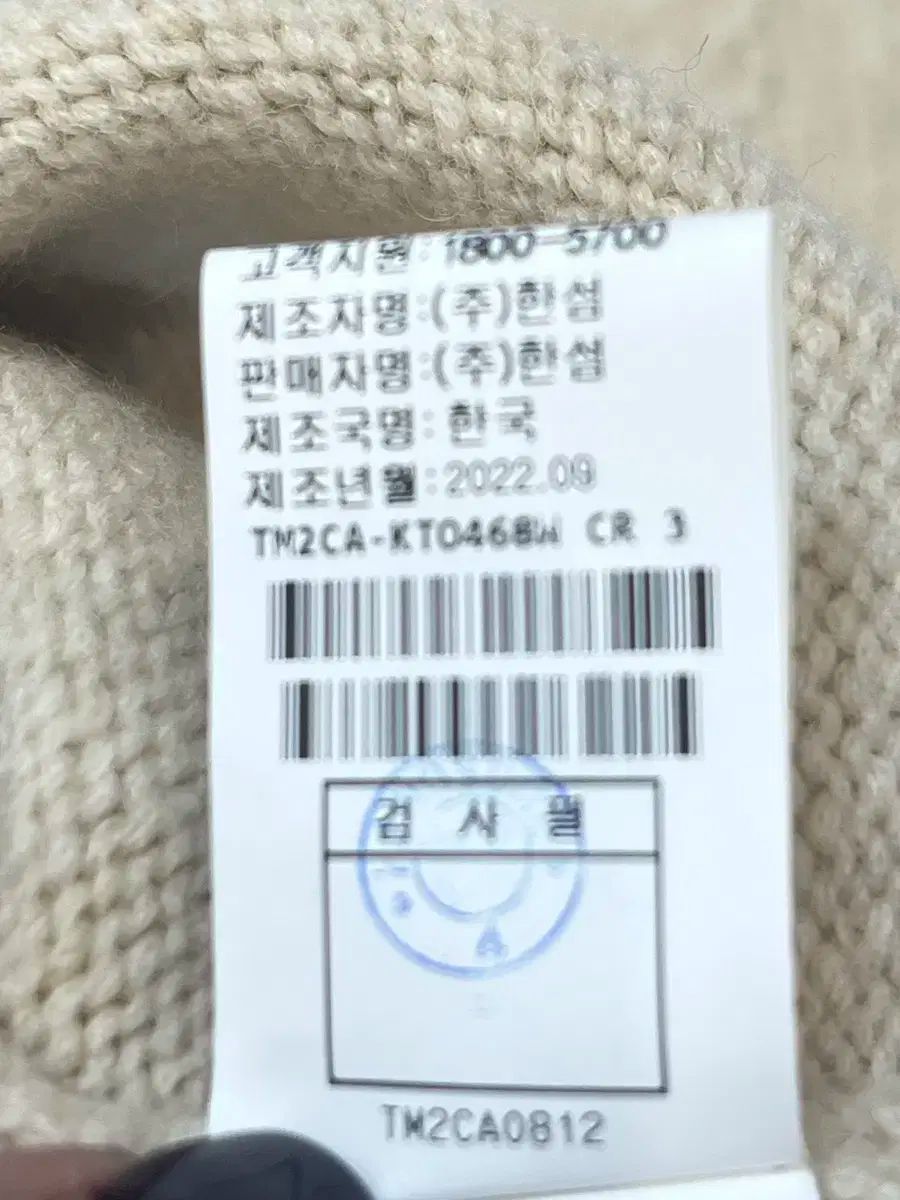 고객지원: 1800-5700
제조자명:(주)한섬
판매자명:(주)한섬
제조국명: 한국
제조년월:2022.09
TM2CA-KT046BW CR 3
검 사 필
TM2CA0812